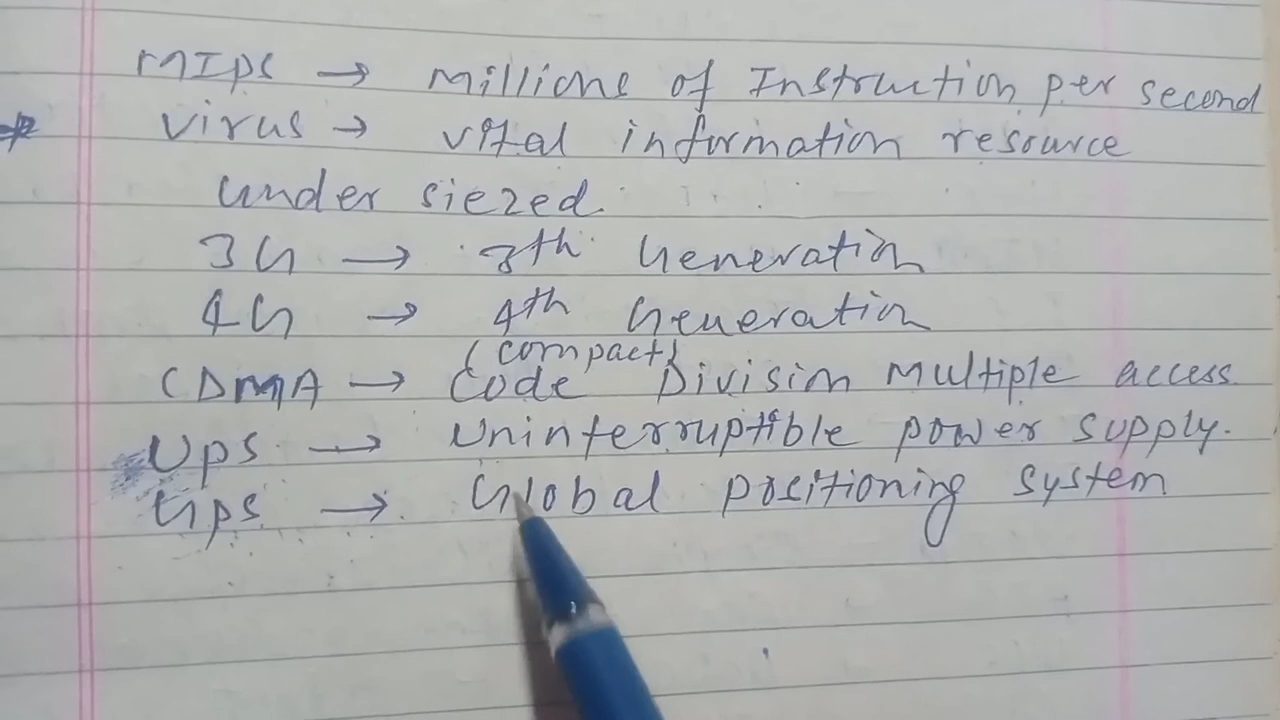 MIPS → Millions of Instruction per second
Virus → vital information resource
under siezed.
3G → 3th Generation
4G → 4th Generation
(compact)
CDMA → Code Division Multiple access.
UPS → Uninterruptible power supply.
GPS → Global positioning system